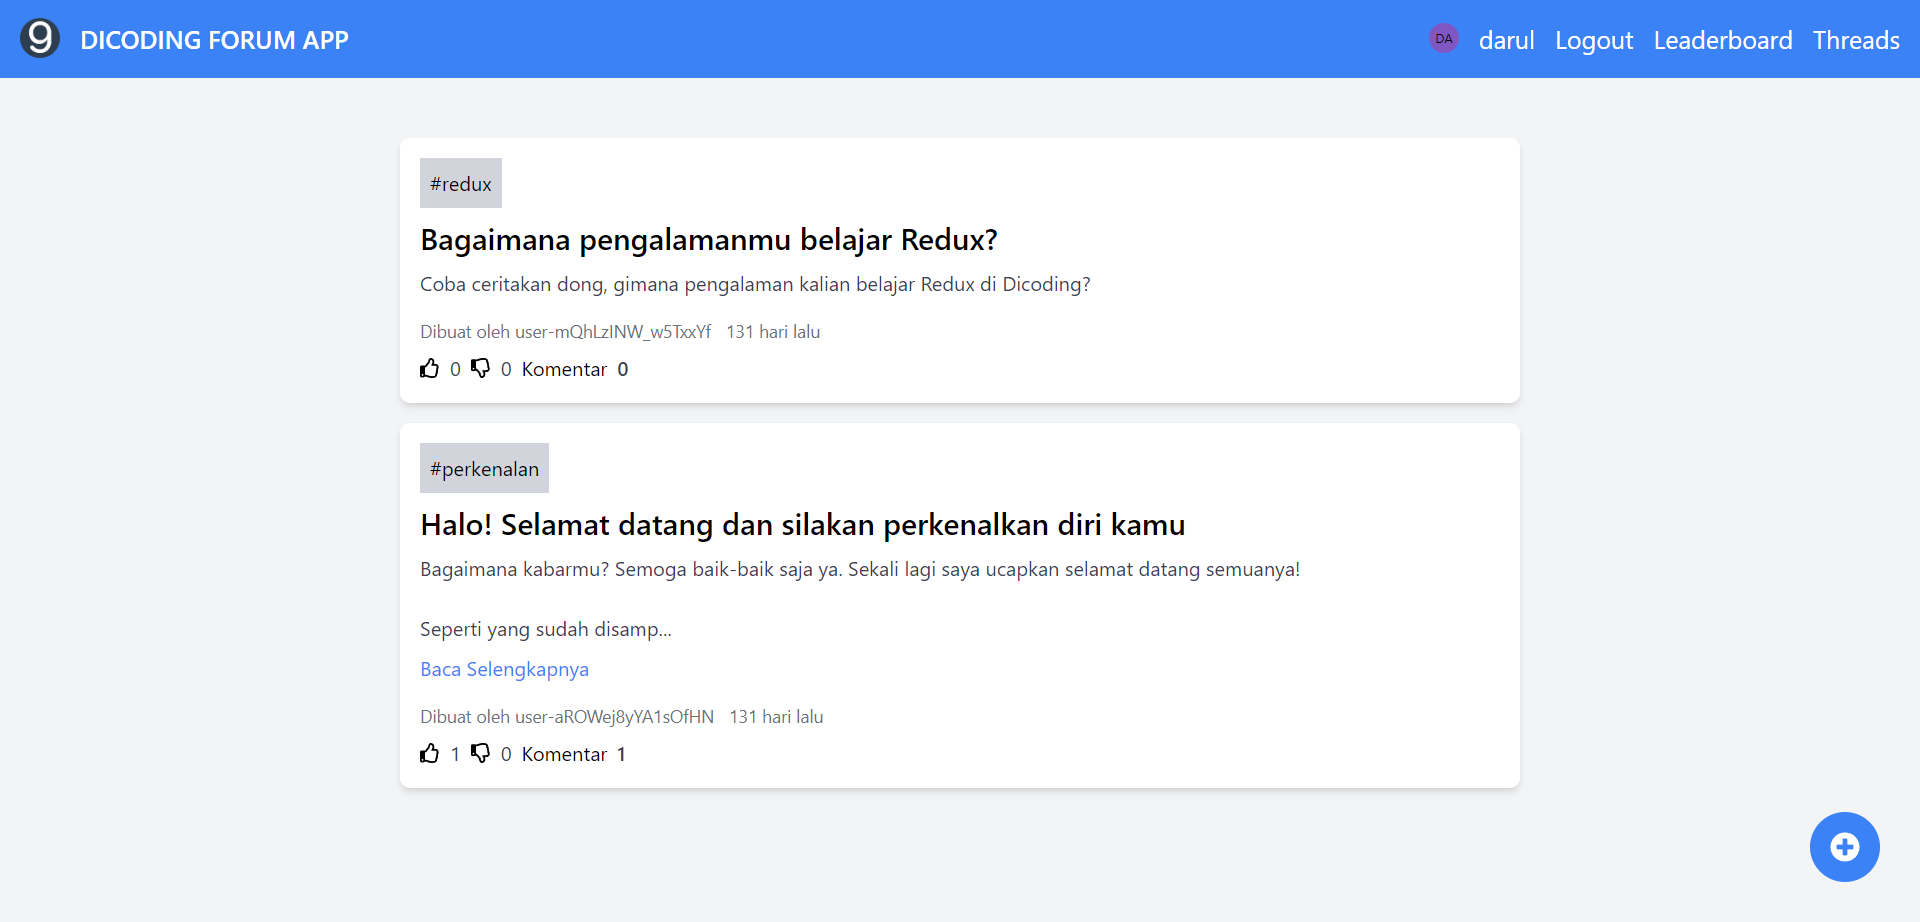 9 DICODING FORUM APP DA darul Logout Leaderboard Threads
#redux
Bagaimana pengalamanmu belajar Redux?
Coba ceritakan dong, gimana pengalaman kalian belajar Redux di Dicoding?
Dibuat oleh user-mQhLzINW_w5TxxYf 131 hari lalu
0 0 Komentar 0
#perkenalan
Halo! Selamat datang dan silakan perkenalkan diri kamu
Bagaimana kabarmu? Semoga baik-baik saja ya. Sekali lagi saya ucapkan selamat datang semuanya!
Seperti yang sudah disamp...
Baca Selengkapnya
Dibuat oleh user-aROWej8yYA1sOfHN 131 hari lalu
1 0 Komentar 1